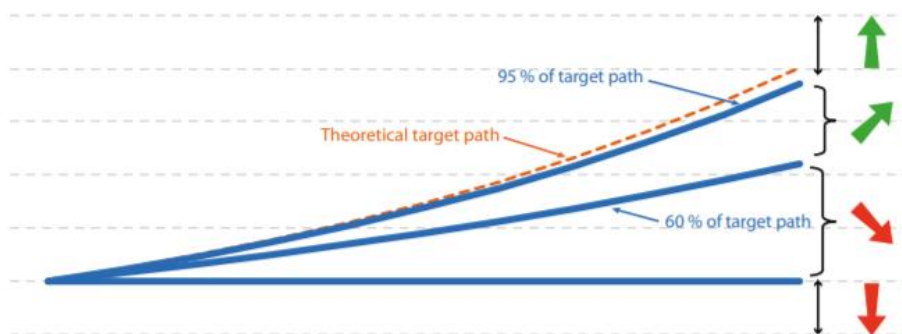 95 % of target path
Theoretical target path
60 % of target path